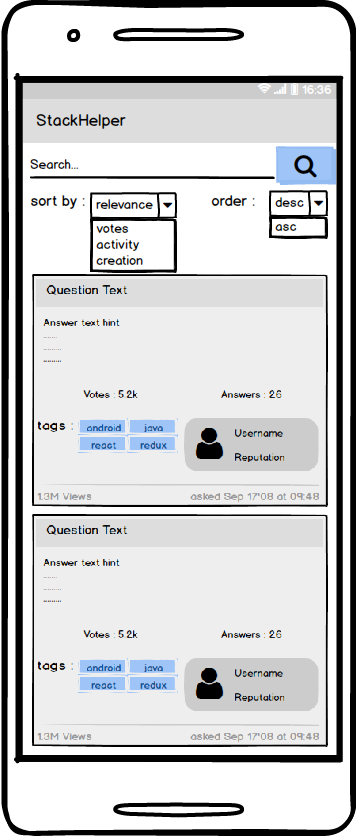 16:36
StackHelper
Search...
sort by : relevance order : desc
votes asc
activity
creation
Question Text
Answer text hint
.......
.........
.........
Votes : 5.2k Answers : 26
tags : android java
react redux
Username
Reputation
1.3M Views asked Sep 17'08 at 09:48
Question Text
Answer text hint
.......
.........
.........
Votes : 5.2k Answers : 26
tags : android java
react redux
Username
Reputation
1.3M Views asked Sep 17'08 at 09:48